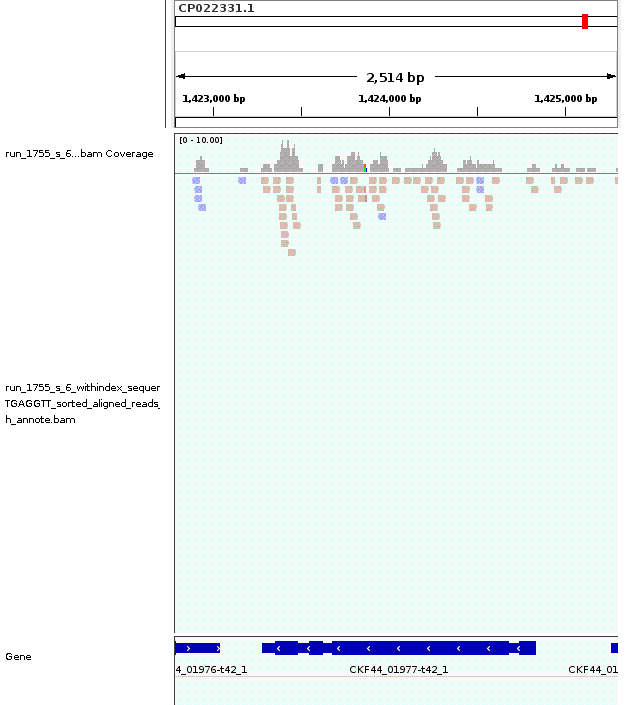 CP022331.1
2,514 bp
1,423,000 bp 1,424,000 bp 1,425,000 bp
[0 - 10.00]
run_1755_s_6...bam Coverage
run_1755_s_6_withindex_sequer
TGAGGTT_sorted_aligned_reads_
h_annote.bam
Gene
4_01976-t42_1 CKF44_01977-t42_1 CKF44_01